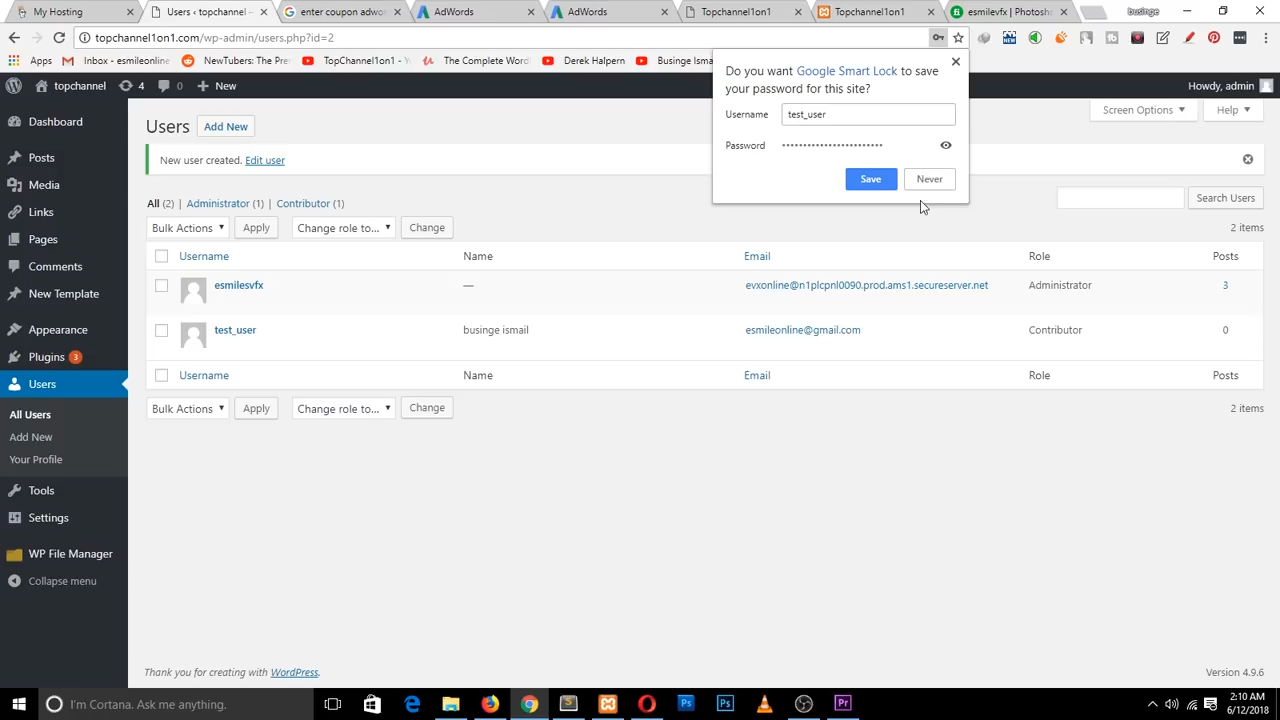 My Hosting
Users ‹ topchannel –
enter coupon adwo
AdWords
AdWords
Topchannel1on1
Topchannel1on1
esmilevfx | Photosh
businge
topchannel1on1.com/wp-admin/users.php?id=2
Apps
Inbox - esmileonline
NewTubers: The Pre
TopChannel1on1 -
The Complete Word
Derek Halpern
Businge Isma
Do you want Google Smart Lock to save
your password for this site?
Username
test_user
Password
Save
Never
topchannel
4
0
New
Howdy, admin
Dashboard
Posts
Media
Links
Pages
Comments
New Template
Appearance
Plugins 3
Users
All Users
Add New
Your Profile
Tools
Settings
WP File Manager
Collapse menu
Users
Add New
Screen Options
Help
New user created. Edit user
All (2) | Administrator (1) | Contributor (1)
Search Users
Bulk Actions
Apply
Change role to...
Change
2 items
Username
Name
Email
Role
Posts
esmilesvfx
—
evxonline@n1plcpnl0090.prod.ams1.secureserver.net
Administrator
3
test_user
businge ismail
esmileonline@gmail.com
Contributor
0
Username
Name
Email
Role
Posts
Bulk Actions
Apply
Change role to...
Change
2 items
Thank you for creating with WordPress.
Version 4.9.6
I'm Cortana. Ask me anything.
2:10 AM
6/12/2018